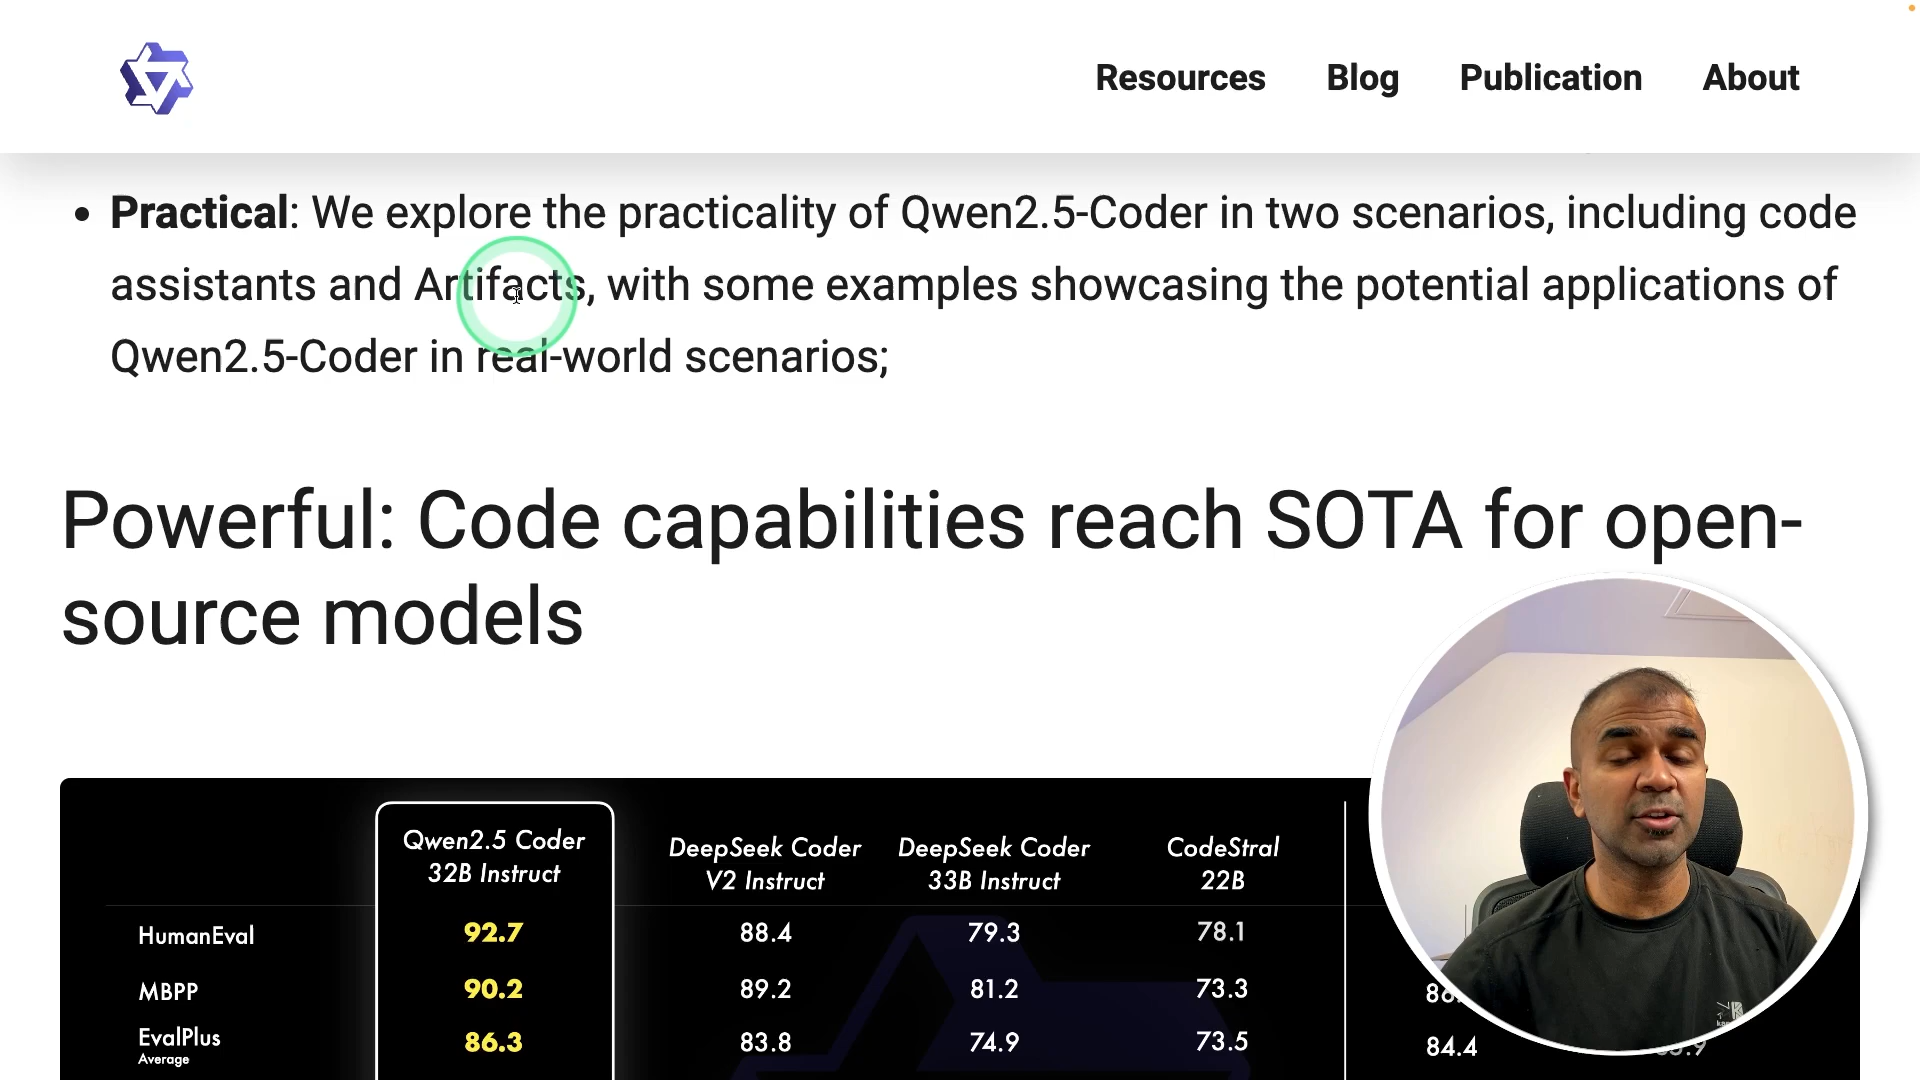 Resources Blog Publication About
• Practical: We explore the practicality of Qwen2.5-Coder in two scenarios, including code
assistants and Artifacts, with some examples showcasing the potential applications of
Qwen2.5-Coder in real-world scenarios;
Powerful: Code capabilities reach SOTA for open-
source models
Qwen2.5 Coder
32B Instruct
DeepSeek Coder
V2 Instruct
DeepSeek Coder
33B Instruct
CodeStral
22B
HumanEval 92.7 88.4 79.3 78.1
MBPP 90.2 89.2 81.2 73.3
EvalPlus 86.3 83.8 74.9 73.5 84.4
Average